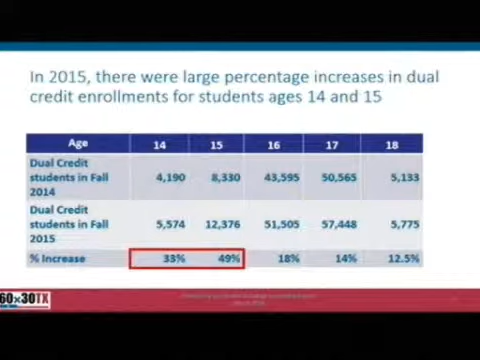 In 2015, there were large percentage increases in dual
credit enrollments for students ages 14 and 15
Age 14 15 16 17 18
Dual Credit
students in Fall 4,190 8,330 43,595 50,565 5,133
2014
Dual Credit
students in Fall 5,574 12,376 51,505 57,448 5,775
2015
% Increase 33% 49% 18% 14% 12.5%
60x30TX